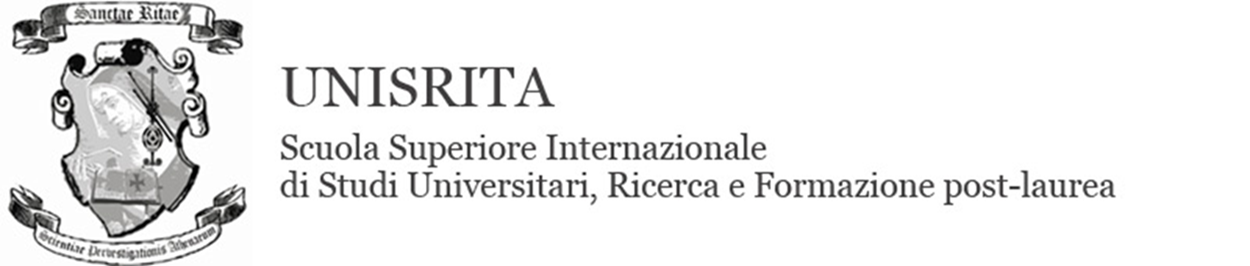 Sanctae Ritae
UNISRITA
Scuola Superiore Internazionale
di Studi Universitari, Ricerca e Formazione post-laurea
Scientiae Pervestigationis Athenaeum